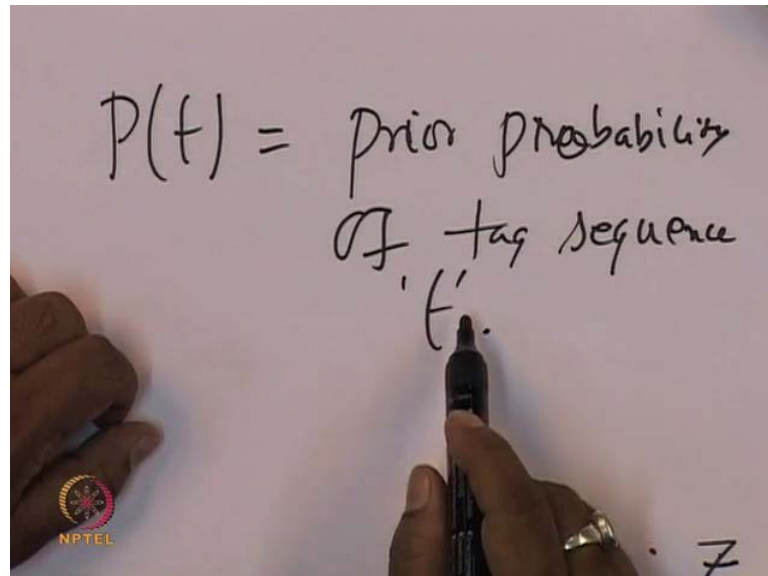 P(t) = prior probability
of tag sequence
't'.
NPTEL